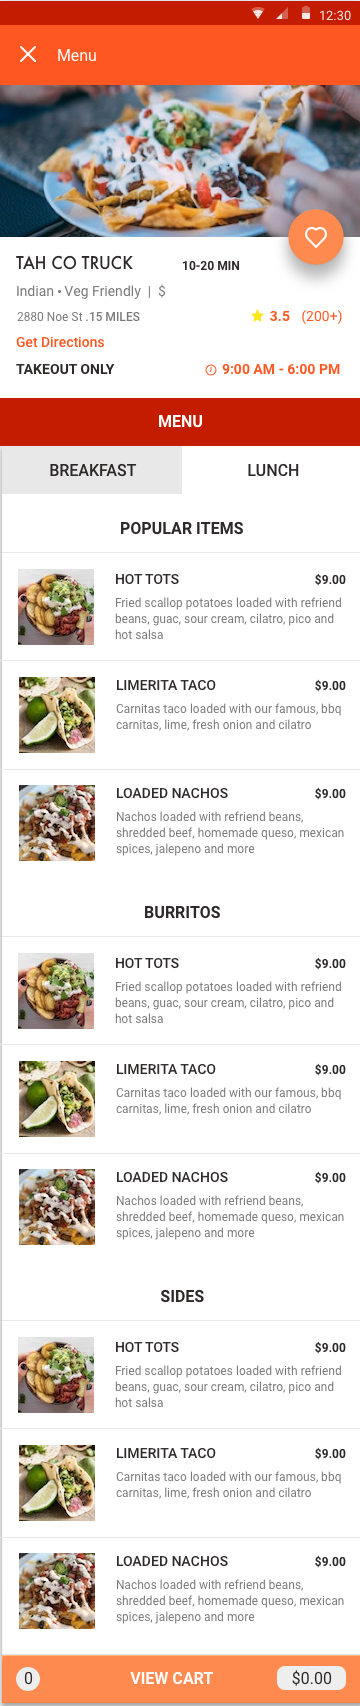 12:30
Menu
TAH CO TRUCK 10-20 MIN
Indian • Veg Friendly | $
2880 Noe St .15 MILES 3.5 (200+)
Get Directions
TAKEOUT ONLY 9:00 AM - 6:00 PM
MENU
BREAKFAST LUNCH
POPULAR ITEMS
HOT TOTS $9.00
Fried scallop potatoes loaded with refriend
beans, guac, sour cream, cilatro, pico and
hot salsa
LIMERITA TACO $9.00
Carnitas taco loaded with our famous, bbq
carnitas, lime, fresh onion and cilatro
LOADED NACHOS $9.00
Nachos loaded with refriend beans,
shredded beef, homemade queso, mexican
spices, jalepeno and more
BURRITOS
HOT TOTS $9.00
Fried scallop potatoes loaded with refriend
beans, guac, sour cream, cilatro, pico and
hot salsa
LIMERITA TACO $9.00
Carnitas taco loaded with our famous, bbq
carnitas, lime, fresh onion and cilatro
LOADED NACHOS $9.00
Nachos loaded with refriend beans,
shredded beef, homemade queso, mexican
spices, jalepeno and more
SIDES
HOT TOTS $9.00
Fried scallop potatoes loaded with refriend
beans, guac, sour cream, cilatro, pico and
hot salsa
LIMERITA TACO $9.00
Carnitas taco loaded with our famous, bbq
carnitas, lime, fresh onion and cilatro
LOADED NACHOS $9.00
Nachos loaded with refriend beans,
shredded beef, homemade queso, mexican
spices, jalepeno and more
0 VIEW CART $0.00